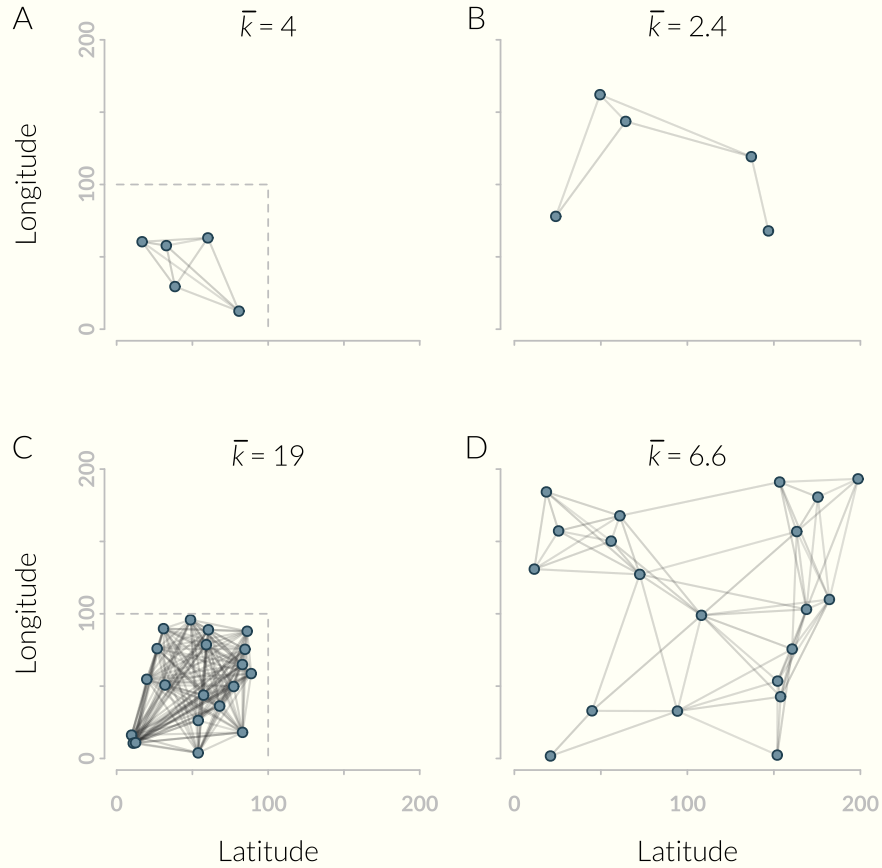 A
k̅ = 4
B
k̅ = 2.4
Longitude
200
100
0
C
k̅ = 19
D
k̅ = 6.6
Longitude
200
100
0
0 100 200
0 100 200
Latitude
Latitude